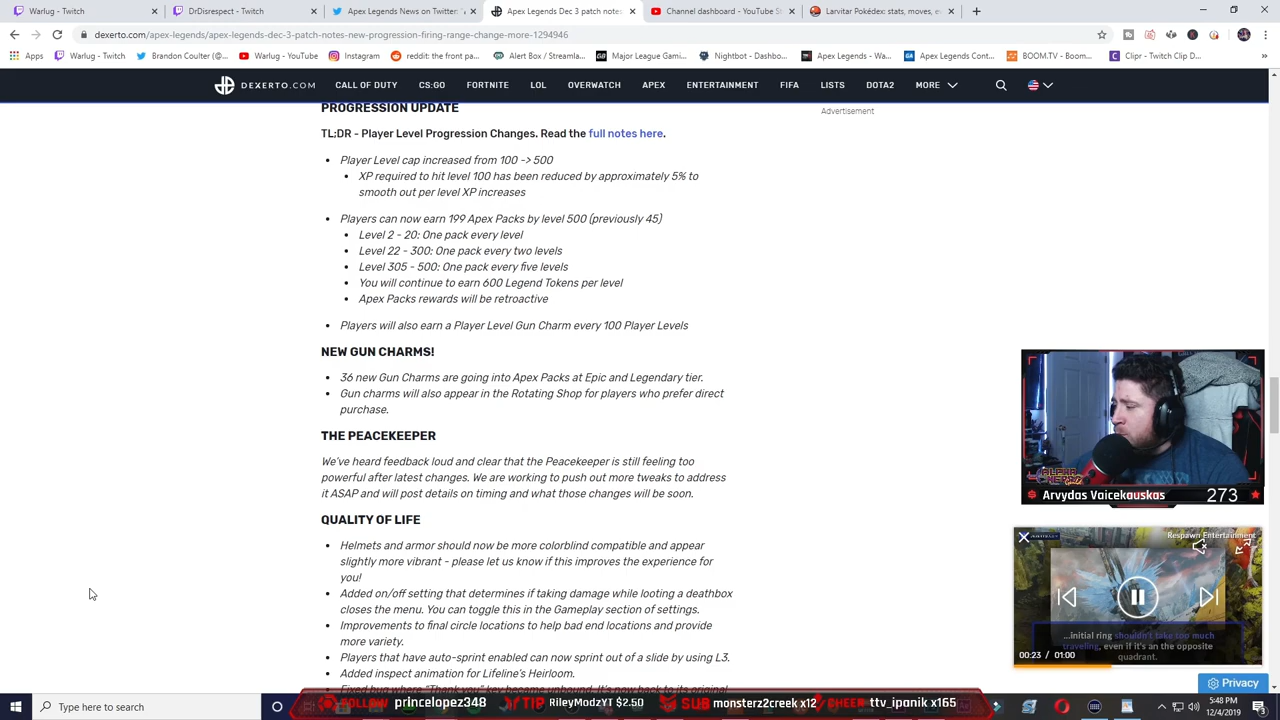 Warlug - Twitch
DrDisrespect - Twitch
Apex Legends News on Twitter:
Apex Legends Dec 3 patch notes
Channel dashboard - YouTube S
Larvitar Pokédex: stats, moves, e
dexerto.com/apex-legends/apex-legends-dec-3-patch-notes-new-progression-firing-range-change-more-1294946
Apps
Warlug - Twitch
Brandon Coulter (@...
Warlug - YouTube
Instagram
reddit: the front pa...
Alert Box / Streamla...
Major League Gami...
Nightbot - Dashbo...
Apex Legends - Wa...
Apex Legends Cont...
BOOM.TV - Boom...
Clipr - Twitch Clip D...
DEXERTO.COM
CALL OF DUTY
CS:GO
FORTNITE
LOL
OVERWATCH
APEX
ENTERTAINMENT
FIFA
LISTS
DOTA2
MORE
PROGRESSION UPDATE
Advertisement
TL;DR - Player Level Progression Changes. Read the full notes here.
Player Level cap increased from 100 -> 500
XP required to hit level 100 has been reduced by approximately 5% to
smooth out per level XP increases
Players can now earn 199 Apex Packs by level 500 (previously 45)
Level 2 - 20: One pack every level
Level 22 - 300: One pack every two levels
Level 305 - 500: One pack every five levels
You will continue to earn 600 Legend Tokens per level
Apex Packs rewards will be retroactive
Players will also earn a Player Level Gun Charm every 100 Player Levels
NEW GUN CHARMS!
36 new Gun Charms are going into Apex Packs at Epic and Legendary tier.
Gun charms will also appear in the Rotating Shop for players who prefer direct
purchase.
THE PEACEKEEPER
We've heard feedback loud and clear that the Peacekeeper is still feeling too
powerful after latest changes. We are working to push out more tweaks to address
it ASAP and will post details on timing and what those changes will be soon.
QUALITY OF LIFE
Helmets and armor should now be more colorblind compatible and appear
slightly more vibrant - please let us know if this improves the experience for
you!
Added on/off setting that determines if taking damage while looting a deathbox
closes the menu. You can toggle this in the Gameplay section of settings.
Improvements to final circle locations to help bad end locations and provide
more variety.
Players that have auto-sprint enabled can now sprint out of a slide by using L3.
Added inspect animation for Lifeline's Heirloom.
Fixed bug where "Thank you" key became unbound. It's now back to its original
Arvydas Vaicekauskas 273
Respawn Entertainment
...initial ring shouldn't take too much
traveling, even if it's an the opposite
quadrant.
00:23 / 01:00
Privacy
Type here to search
FOLLOW princelopez348
TIP RileyModzYT $2.50
SUB monsterz2creek x12
CHEER ttv_ipanik x165
5:48 PM
12/4/2019